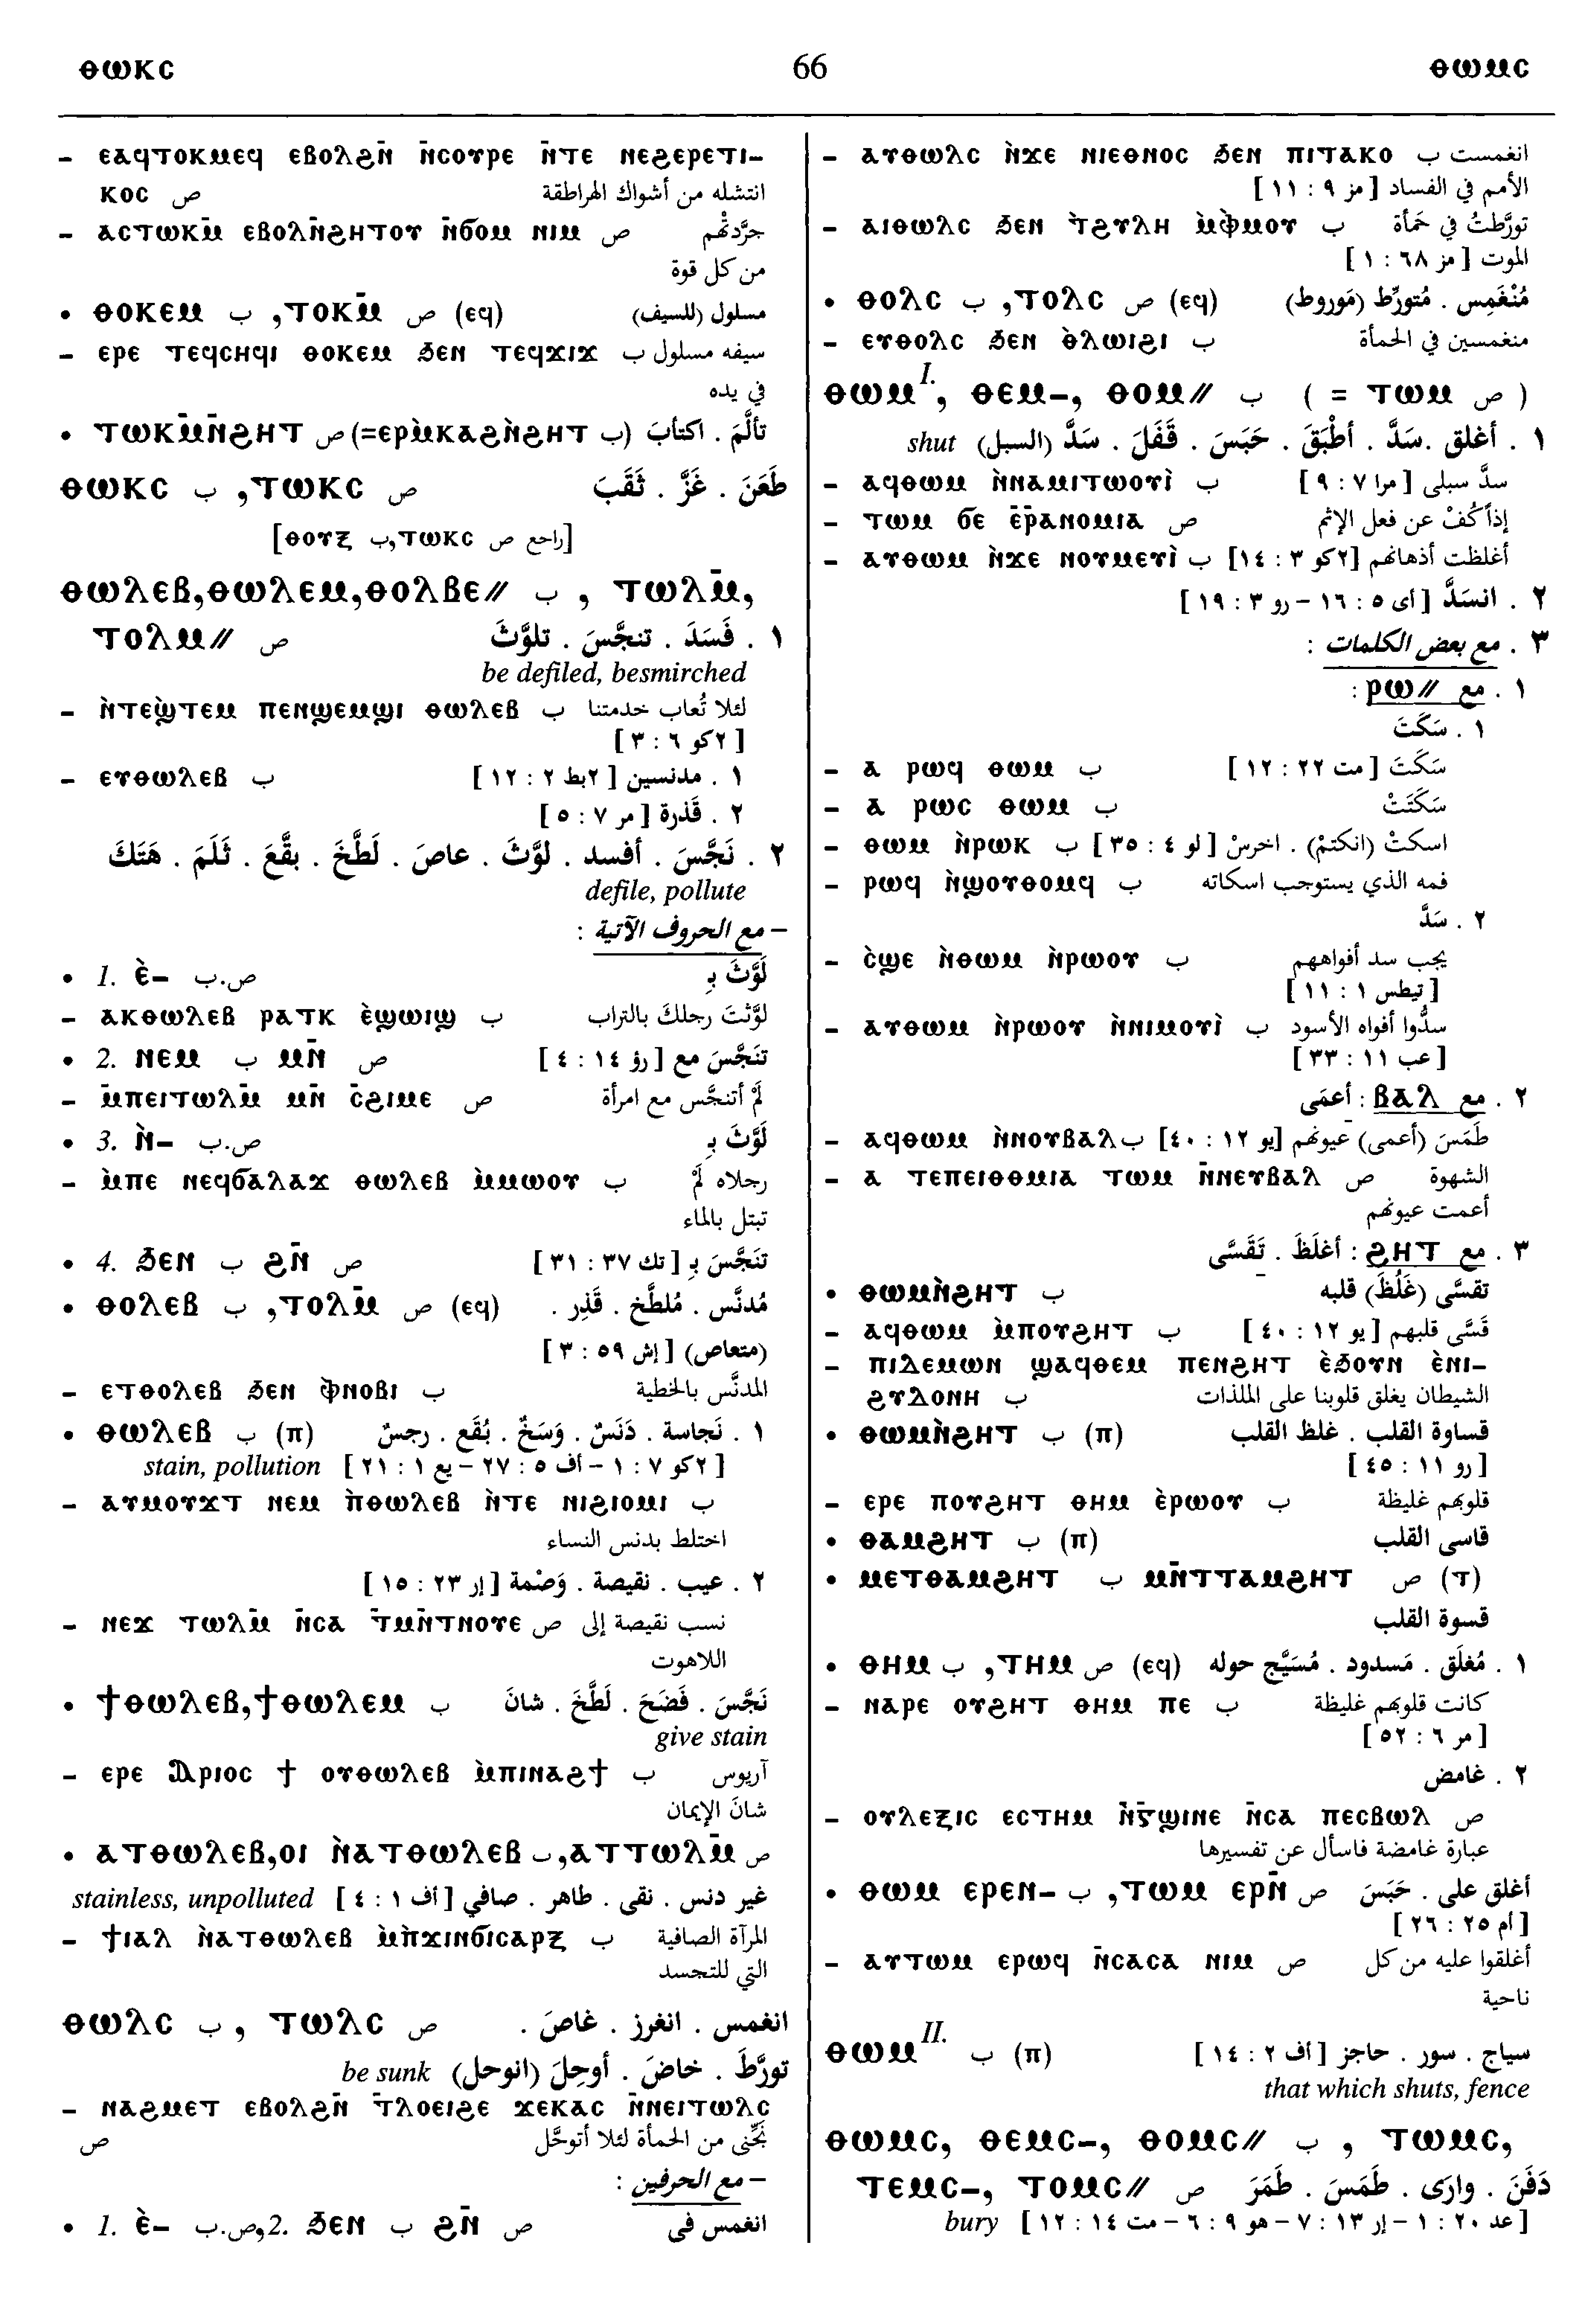 ⲑⲱⲕⲥ 66 ⲑⲱⲙⲥ
– ⲉⲁϥⲧⲟⲕⲙⲉϥ ⲉⲃⲟⲗϩⲛ̄ ⲛ̄ⲥⲟⲩⲣⲉ ⲛ̄ⲧⲉ ⲛⲉϩⲉⲣⲉⲧⲓ-
ⲕⲟⲥ ص انتشله من أشواك الهراطقة
– ⲁⲥⲧⲱⲕⲙ̄ ⲉⲃⲟⲗⲛ̄ϩⲏⲧⲟⲩ ⲛ̄ϭⲟⲙ ⲛⲓⲙ ص جرَّدتْهم
من كل قوة
• ⲑⲟⲕⲉⲙ ب ,ⲧⲟⲕⲙ̄ ص (ⲉϥ) مسلول (للسيف)
– ⲉⲣⲉ ⲧⲉϥⲥⲏϥⲓ ⲑⲟⲕⲉⲙ ϧⲉⲛ ⲧⲉϥϫⲓϫ ب سيفه مسلول
في يده
• ⲧⲱⲕⲙ̄ⲛ̄ϩⲏⲧ ص (=ⲉⲣⲙ̀ⲕⲁϩⲛ̀ϩⲏⲧ ب) تألَّمَ . اكتأبَ
ⲑⲱⲕⲥ ب ,ⲧⲱⲕⲥ ص طَعَنَ . غَزَّ . ثَقَبَ
[راجع ص ⲧⲱⲕⲥ,ب ⲑⲟⲩⲝ]
ⲑⲱⲗⲉⲃ,ⲑⲱⲗⲉⲙ,ⲑⲟⲗⲃⲉ// ب , ⲧⲱⲗⲙ̄,
ⲧⲟⲗⲙ// ص ١ . فَسَدَ . تنجَّسَ . تلوَّثَ
be defiled, besmirched
– ⲛ̀ⲧⲉϣ̀ⲧⲉⲙ ⲡⲉⲛϣⲉⲙϣⲓ ⲑⲱⲗⲉⲃ ب لئلا تُعاب خدمتنا
[ ٢كو ٦ : ٣ ]
– ⲉⲩⲑⲱⲗⲉⲃ ب ١ . مدنسين [ ٢بط ٢ : ١٢ ]
٢ . قَذرة [ مر ٧ : ٥ ]
٢ . نَجَّسَ . أفسد . لوَّثَ . عاصَ . لَطَّخَ . بقَّعَ . ثَلَمَ . هَتَكَ
defile, pollute
– مع الحروف الآتية :
• 1. ⲉ̀– ص.ب لَوَّثَ بِـ
– ⲁⲕⲑⲱⲗⲉⲃ ⲣⲁⲧⲕ ⲉ̀ϣⲱⲓϣ ب لوَّثتَ رجلكَ بالتراب
• 2. ⲛⲉⲙ ب ⲙⲛ̄ ص تنَجَّسَ مع [ رؤ ١٤ : ٤ ]
– ⲙ̄ⲡⲉⲓⲧⲱⲗⲙ̄ ⲙⲛ̄ ⲥ̄ϩⲓⲙⲉ ص لَمْ أتنجَّس مع امرأة
• 3. ⲛ̀– ص.ب لَوَّثَ بِـ
– ⲙ̀ⲡⲉ ⲛⲉϥϭⲁⲗⲁϫ ⲑⲱⲗⲉⲃ ⲙ̀ⲙⲱⲟⲩ ب رجلاه لَمْ
تبتل بالماء
• 4. ϧⲉⲛ ب ϩⲛ̄ ص تنَجَّسَ بِـ [ تك ٣٧ : ٣١ ]
• ⲑⲟⲗⲉⲃ ب ,ⲧⲟⲗⲙ̄ ص (ⲉϥ) مُدنَّس . مُلطَّخ . قَذِر .
(متعاص) [ إش ٥٩ : ٣ ]
– ⲉⲧⲑⲟⲗⲉⲃ ϧⲉⲛ ⲫ̀ⲛⲟⲃⲓ ب المدنَّس بالخطية
• ⲑⲱⲗⲉⲃ ب (ⲡ) ١ . نَجاسة . دَنَسٌ . وَسَخٌ . بُقَع . رجسٌ
stain, pollution [ ٢كو ٧ : ١ – أف ٥ : ٢٧ – يع ١ : ٢١ ]
– ⲁⲩⲙⲟⲩϫⲧ ⲛⲉⲙ ⲡ̀ⲑⲱⲗⲉⲃ ⲛ̀ⲧⲉ ⲛⲓϩⲓⲟⲙⲓ ب
اختلط بدنس النساء
٢ . عيب . نقيصة . وَصْمة [ إر ٢٣ : ١٥ ]
– ⲛⲉϫ ⲧⲱⲗⲙ̄ ⲛ̄ⲥⲁ ⲧ̄ⲙⲛ̄ⲧⲛⲟⲩⲧⲉ ص نسب نقيصة إلى
اللاهوت
• ϯⲑⲱⲗⲉⲃ,ϯⲑⲱⲗⲉⲙ ب نَجَّسَ . فَضَحَ . لَطَّخَ . شانَ
give stain
– ⲉⲣⲉ Ⲁⲣⲓⲟⲥ ϯ ⲟⲩⲑⲱⲗⲉⲃ ⲙ̀ⲡⲓⲛⲁϩϯ ب آريوس
شانَ الإيمان
• ⲁⲧⲑⲱⲗⲉⲃ,ⲟⲓ ⲛ̀ⲁⲧⲑⲱⲗⲉⲃ ب,ⲁⲧⲧⲱⲗⲙ̄ ص
stainless, unpolluted غير دنس . نقى . طاهر . صافي [ أف ١ : ٤ ]
– ϯⲓⲁⲗ ⲛ̀ⲁⲧⲑⲱⲗⲉⲃ ⲙ̀ⲡ̀ϫⲓⲛϭⲓⲥⲁⲣⲝ ب المرآة الصافية
التي للتجسد
ⲑⲱⲗⲥ ب , ⲧⲱⲗⲥ ص انغمس . انغرز . غاصَ .
تورَّطَ . خاضَ . أوحِلَ (انوحل) be sunk
– ⲛⲁϩⲙⲉⲧ ⲉⲃⲟⲗϩⲛ̄ ⲧ̄ⲗⲟⲉⲓϩⲉ ϫⲉⲕⲁⲥ ⲛ̄ⲛⲉⲓⲧⲱⲗⲥ
ص نَجِّنى من الحمأة لئلا أتوحَّل
– مع الحرفين :
• 1. ⲉ̀– ص.ب,2. ϧⲉⲛ ب ϩⲛ̄ ص انغمس فى
– ⲁⲩⲑⲱⲗⲥ ⲛ̀ϫⲉ ⲛⲓⲉⲑⲛⲟⲥ ϧⲉⲛ ⲡⲓⲧⲁⲕⲟ ب انغمست
الأمم في الفساد [ مز ٩ : ١١ ]
– ⲁⲓⲑⲱⲗⲥ ϧⲉⲛ ⲧ̀ϩⲩⲗⲏ ⲙ̀ⲫ̀ⲙⲟⲩ ب تورَّطتُ في حَمأة
الموت [ مز ٦٨ : ١ ]
• ⲑⲟⲗⲥ ب ,ⲧⲟⲗⲥ ص (ⲉϥ) مُنْغَمِس . مُتورِّط (مَوروط)
– ⲉⲩⲑⲟⲗⲥ ϧⲉⲛ ⲑ̀ⲗⲱⲓϩⲓ ب منغمسين في الحمأة
ⲑⲱⲙ I., ⲑⲉⲙ–, ⲑⲟⲙ// ب ( = ⲧⲱⲙ ص )
١ . أغلق .سَدَّ . أطْبَقَ . حَبَسَ . قَفَلَ . سَدَّ (السبل) shut
– ⲁϥⲑⲱⲙ ⲛ̀ⲛⲁⲙⲓⲧⲱⲟⲩⲓ̀ ب سدَّ سبلى [ مرا ٧ : ٩ ]
– ⲧⲱⲙ ϭⲉ ⲉ̄ⲣ̄ⲁⲛⲟⲙⲓⲁ ص إذاً كُفْ عن فعل الإثم
– ⲁⲩⲑⲱⲙ ⲛ̀ϫⲉ ⲛⲟⲩⲙⲉⲩⲓ̀ ب أغلظت أذهانهم [٢كو ٣ : ١٤]
٢ . انسَدَّ [ أى ٥ : ١٦ – رو ٣ : ١٩ ]
٣ . مع بعض الكلمات :
١ . مع ⲣⲱ// :
١ . سَكَتَ
– ⲁ ⲣⲱϥ ⲑⲱⲙ ب سَكَتَ [ مت ٢٢ : ١٢ ]
– ⲁ ⲣⲱⲥ ⲑⲱⲙ ب سَكَتَتْ
– ⲑⲱⲙ ⲛ̀ⲣⲱⲕ ب اسكتْ (انكتمْ) . اخرسْ [ لو ٤ : ٣٥ ]
– ⲣⲱϥ ⲛ̀ϣⲟⲩⲑⲟⲙϥ ب فمه الذي يستوجب اسكاته
٢ . سَدَّ
– ⲥ̀ϣⲉ ⲛ̀ⲑⲱⲙ ⲛ̀ⲣⲱⲟⲩ ب يجب سد أفواههم
[ تيطس ١ : ١١ ]
– ⲁⲩⲑⲱⲙ ⲛ̀ⲣⲱⲟⲩ ⲛ̀ⲛⲓⲙⲟⲩⲓ̀ ب سدُّوا أفواه الأسود
[ عب ١١ : ٣٣ ]
٢ . مع ⲃⲁⲗ : أعمَى
– ⲁϥⲑⲱⲙ ⲛ̀ⲛⲟⲩⲃⲁⲗ ب طَمَسَ (أعمى) عيونهم [يو ١٢ : ٤٠]
– ⲁ ⲧⲉⲡⲉⲓⲑⲑⲙⲓⲁ ⲧⲱⲙ ⲛ̄ⲛⲉⲩⲃⲁⲗ ص الشهوة
أعمت عيونهم
٣ . مع ϩⲏⲧ : أغلَظَ . تَقَسَّى
• ⲑⲱⲙⲛ̀ϩⲏⲧ ب تقسَّى (غَلُظَ) قلبه
– ⲁϥⲑⲱⲙ ⲙ̀ⲡⲟⲩϩⲏⲧ ب قَسَّى قلبهم [ يو ١٢ : ٤٠ ]
– ⲡⲓⲇⲉⲙⲱⲛ ϣⲁϥⲑⲉⲙ ⲡⲉⲛϩⲏⲧ ⲉ̀ϧⲟⲩⲛ ⲉ̀ⲛⲓ-
ϩⲩⲇⲟⲛⲏ ب الشيطان يغلق قلوبنا على الملذات
• ⲑⲱⲙⲛ̀ϩⲏⲧ ب (ⲡ) قساوة القلب . غلظ القلب
[ رو ١١ : ٤٥ ]
– ⲉⲣⲉ ⲡⲟⲩϩⲏⲧ ⲑⲏⲙ ⲉ̀ⲣⲱⲟⲩ ب قلوبهم غليظة
• ⲑⲁⲙϩⲏⲧ ب (ⲡ) قاسى القلب
• ⲙⲉⲧⲑⲁⲙϩⲏⲧ ب ⲙⲛ̄ⲧⲧⲁⲙϩⲏⲧ ص (ⲧ)
قسوة القلب
• ⲑⲏⲙ ب ,ⲧⲏⲙ ص (ⲉϥ) ١ . مُغلَق . مَسدود . مُسَيَّج حوله
– ⲛⲁⲣⲉ ⲟⲩϩⲏⲧ ⲑⲏⲙ ⲡⲉ ب كانت قلوبهم غليظة
[ مر ٦ : ٥٢ ]
٢ . غامض
– ⲟⲩⲗⲉⲝⲓⲥ ⲉⲥⲧⲏⲙ ⲛ̀ⲅ̄ϣⲓⲛⲉ ⲛ̄ⲥⲁ ⲡⲉⲥⲃⲱⲗ ص
عبارة غامضة فاسأل عن تفسيرها
• ⲑⲱⲙ ⲉⲣⲉⲛ– ب ,ⲧⲱⲙ ⲉⲣⲛ̄ ص أغلق على . حَبَسَ
[ أم ٢٥ : ٢٦ ]
– ⲁⲩⲧⲱⲙ ⲉⲣⲱϥ ⲛ̄ⲥⲁⲥⲁ ⲛⲓⲙ ص أغلقوا عليه من كل
ناحية
ⲑⲱⲙ II. ب (ⲡ) سياج . سور . حاجز [ أف ٢ : ١٤ ]
that which shuts, fence
ⲑⲱⲙⲥ, ⲑⲉⲙⲥ–, ⲑⲟⲙⲥ// ب , ⲧⲱⲙⲥ,
ⲧⲉⲙⲥ–, ⲧⲟⲙⲥ// ص دَفَنَ . وارَى . طَمَسَ . طَمَرَ
bury [ عد ٢٠ : ١ – إر ١٣ : ٧ – هو ٩ : ٦ – مت ١٤ : ١٢ ]